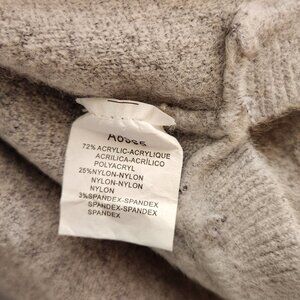 72% ACRYLIC-ACRYLIQUE
ACRILICA-ACRÍLICO
POLYACRYL
25%NYLON-NYLON
NYLON-NYLON
NYLON
3%SPANDEX-SPANDEX
SPANDEX-SPANDEX
SPANDEX